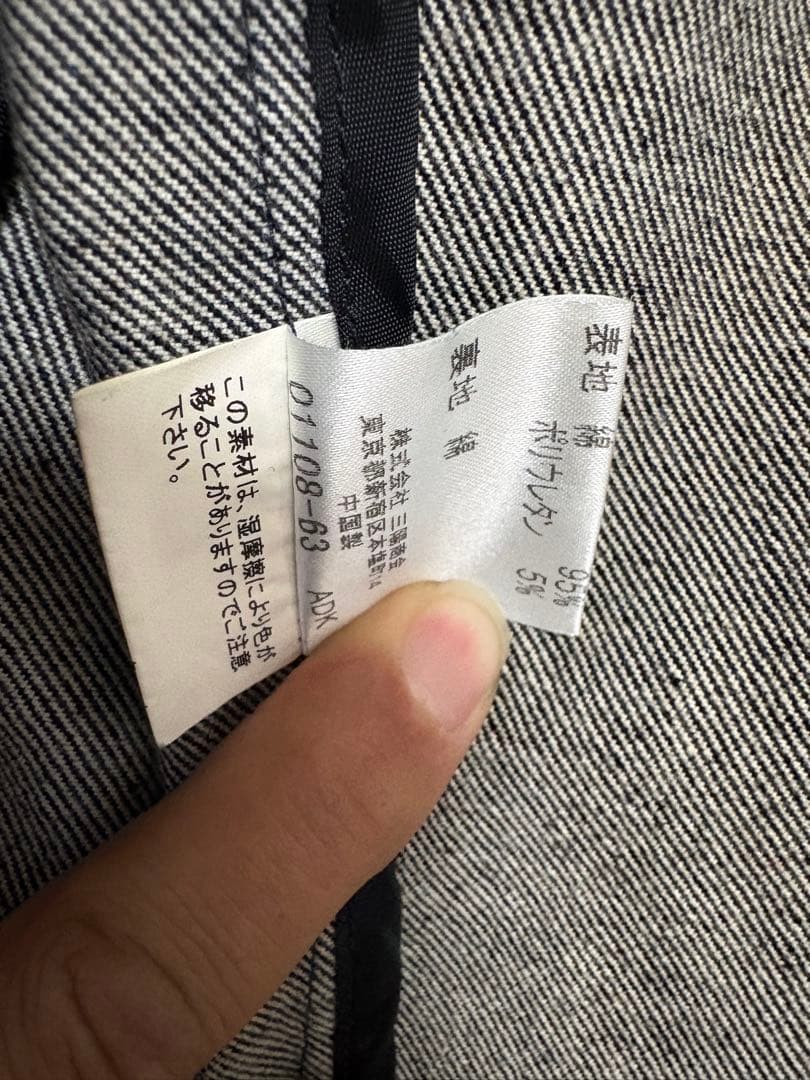 表地 綿 95%
ポリウレタン 5%
裏地 綿
株式会社 三陽商会
東京都新宿区本塩町14
中国製
01108-63 ADK
この素材は、湿摩擦により色が
移ることがありますのでご注意
下さい。